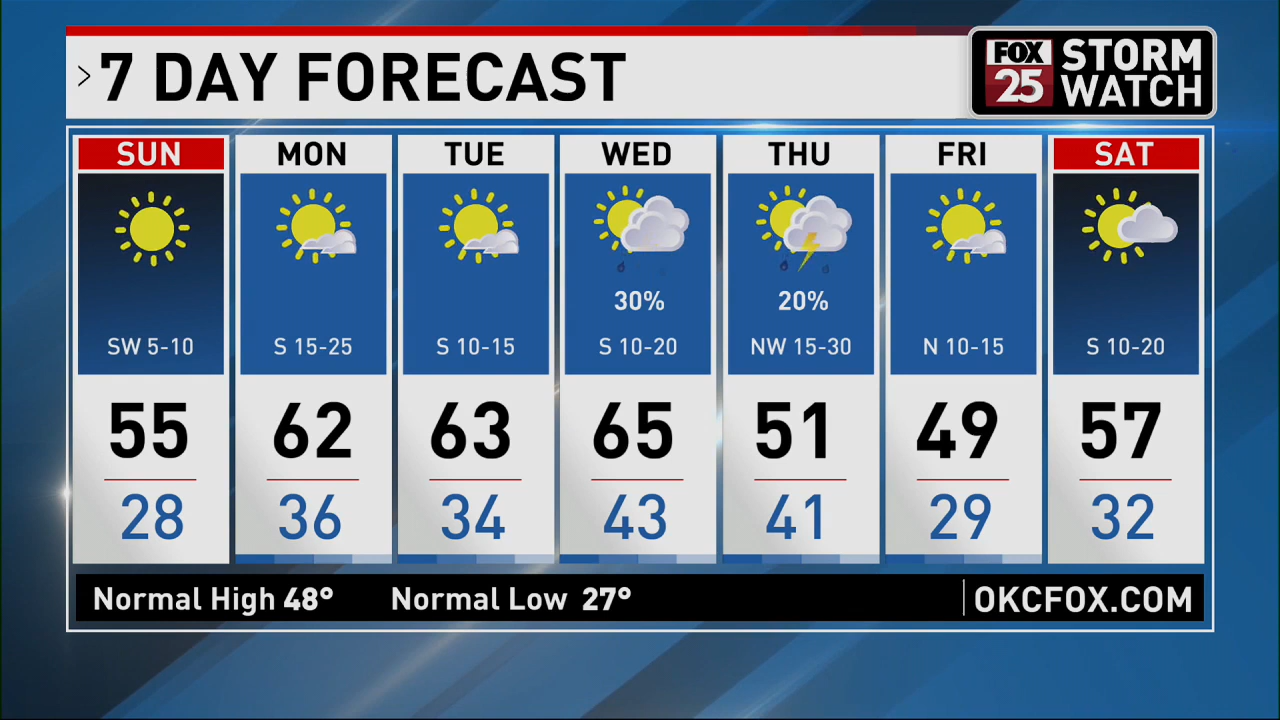 > 7 DAY FORECAST
FOX 25
STORM WATCH
SUN MON TUE WED THU FRI SAT
30% 20%
SW 5-10 S 15-25 S 10-15 S 10-20 NW 15-30 N 10-15 S 10-20
55 62 63 65 51 49 57
28 36 34 43 41 29 32
Normal High 48° Normal Low 27° OKCFOX.COM